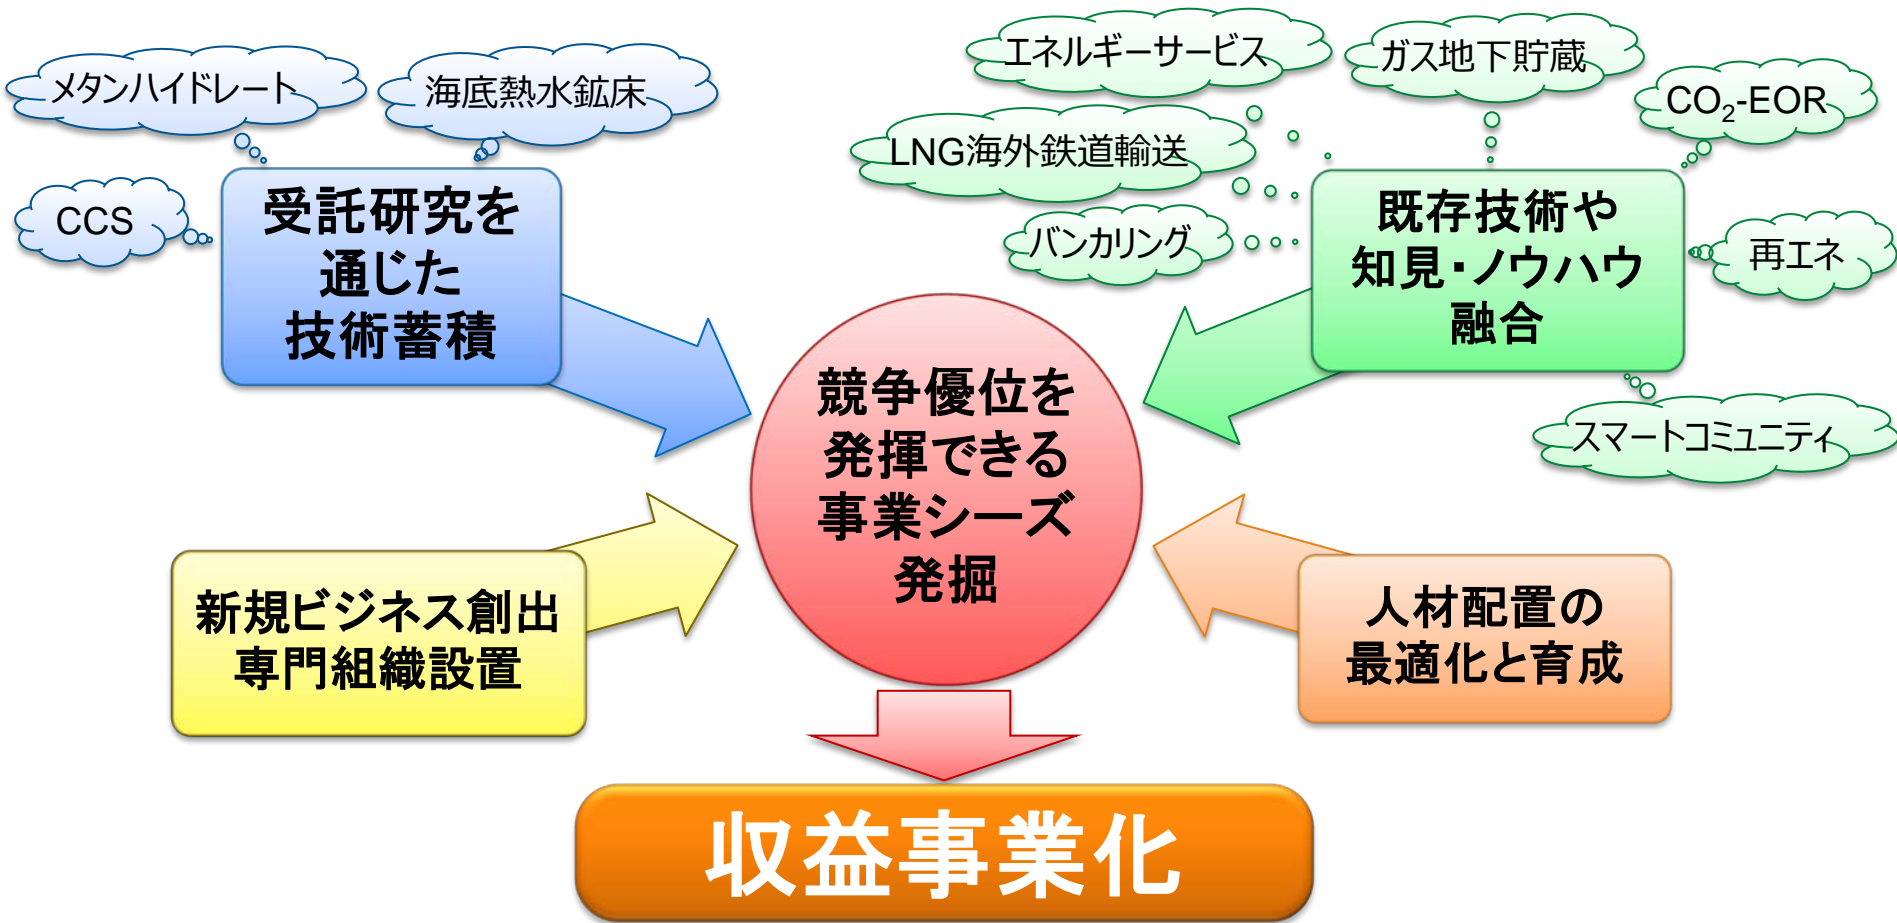 メタンハイドレート
海底熱水鉱床
CCS
受託研究を
通じた
技術蓄積
エネルギーサービス
ガス地下貯蔵
CO₂-EOR
LNG海外鉄道輸送
バンカリング
既存技術や
知見・ノウハウ
融合
再エネ
スマートコミュニティ
競争優位を
発揮できる
事業シーズ
発掘
新規ビジネス創出
専門組織設置
人材配置の
最適化と育成
収益事業化